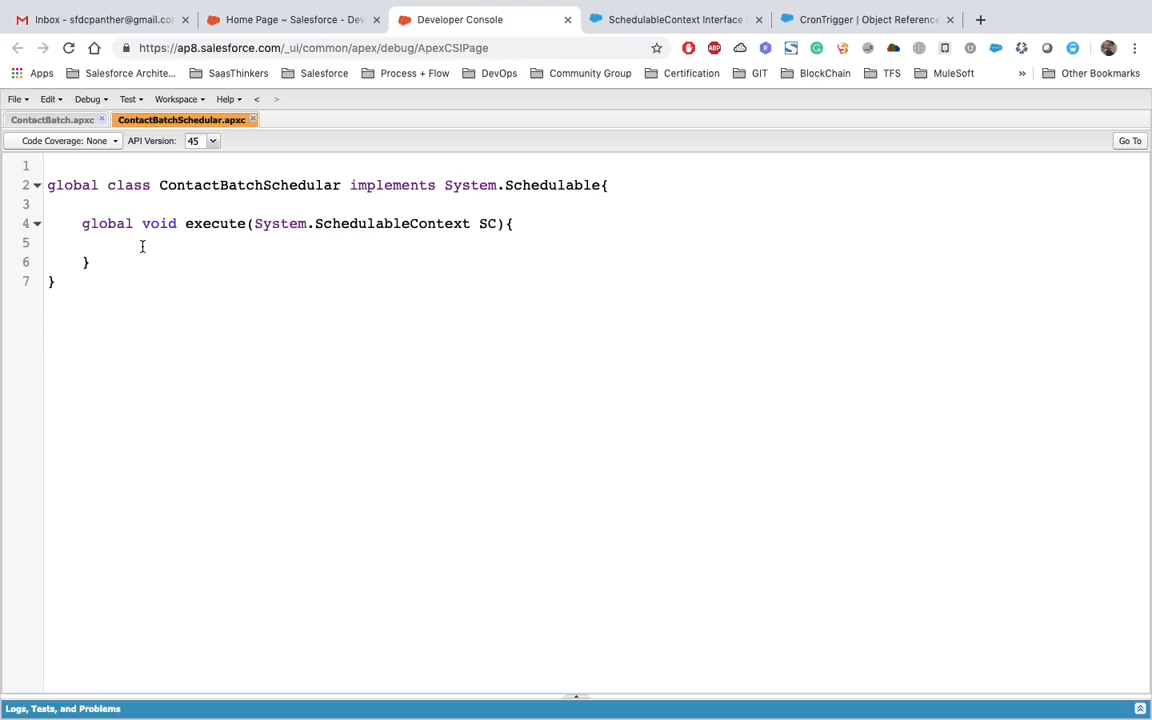 Inbox - sfdcpanther@gmail.co
Home Page ~ Salesforce - Dev
Developer Console
SchedulableContext Interface
CronTrigger | Object Reference
https://ap8.salesforce.com/_ui/common/apex/debug/ApexCSIPage
Apps
Salesforce Archite...
SaasThinkers
Salesforce
Process + Flow
DevOps
Community Group
Certification
GIT
BlockChain
TFS
MuleSoft
»
Other Bookmarks
File
Edit
Debug
Test
Workspace
Help
<
>
ContactBatch.apxc
ContactBatchSchedular.apxc
Code Coverage: None
API Version: 45
Go To
1
2 global class ContactBatchSchedular implements System.Schedulable{
3
4 global void execute(System.SchedulableContext SC){
5
6 }
7 }
Logs, Tests, and Problems